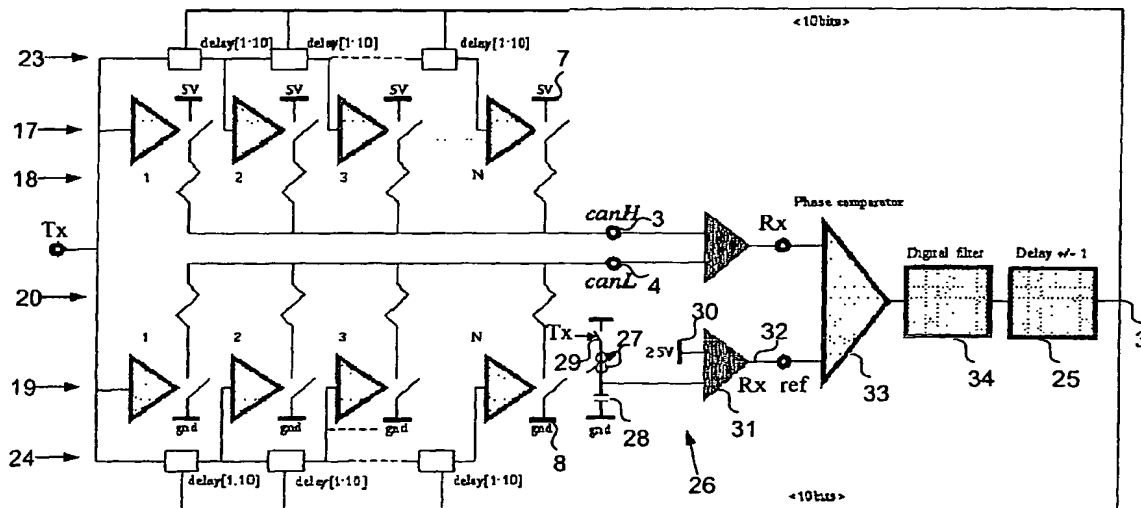 <10bits>
delay[1-10] delay[1-10] delay[1-10]
23
7
5V 5V 5V 5V
17
18
1 2 3 N
Phase comparator
canH 3 Rx
Tx
Digital filter Delay +/- 1
canL 4
20
30
1 2 3 N
Tx 27 32 3
29 25V
19
33 34 25
Rx ref
gnd gnd gnd gnd gnd
28 31
8
24
26
delay[1,10] delay[1-10] delay[1-10]
<10bits>